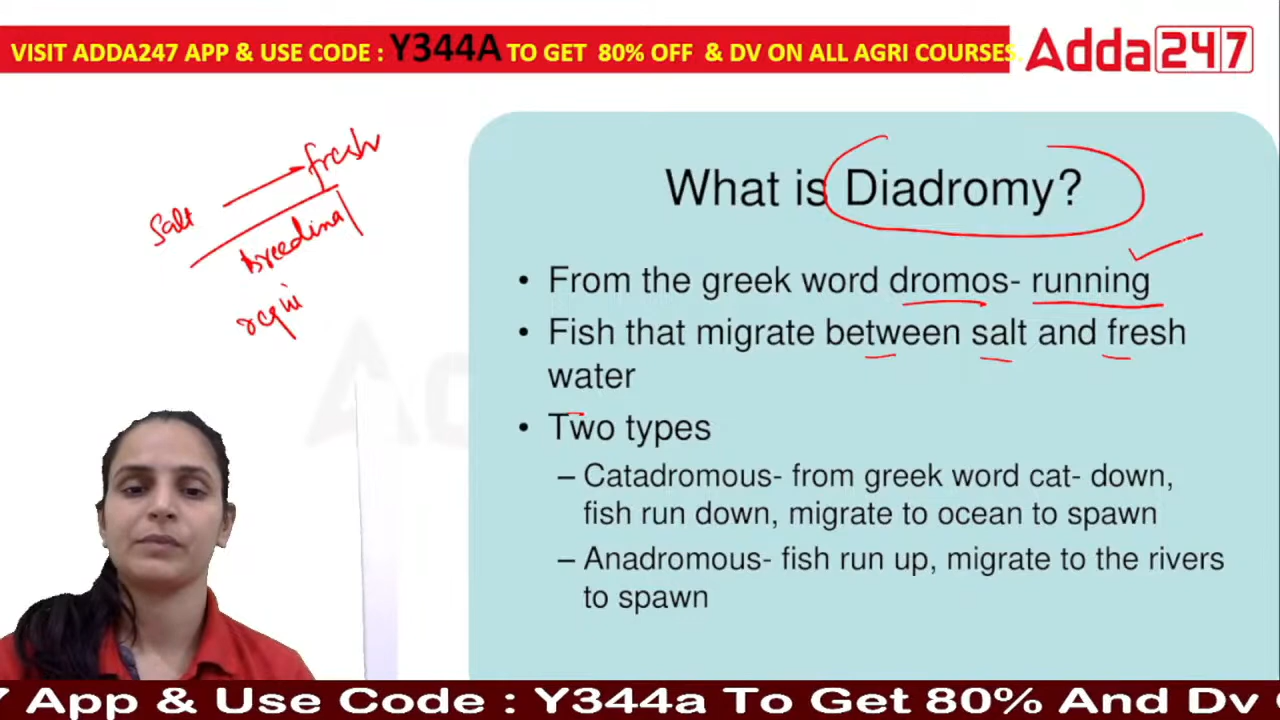 VISIT ADDA247 APP & USE CODE : Y344A TO GET 80% OFF & DV ON ALL AGRI COURSES.
Adda247
Salt → fresh
breeding
requi
What is Diadromy?
• From the greek word dromos- running
• Fish that migrate between salt and fresh
water
• Two types
– Catadromous- from greek word cat- down,
fish run down, migrate to ocean to spawn
– Anadromous- fish run up, migrate to the rivers
to spawn
7 App & Use Code : Y344a To Get 80% And Dv